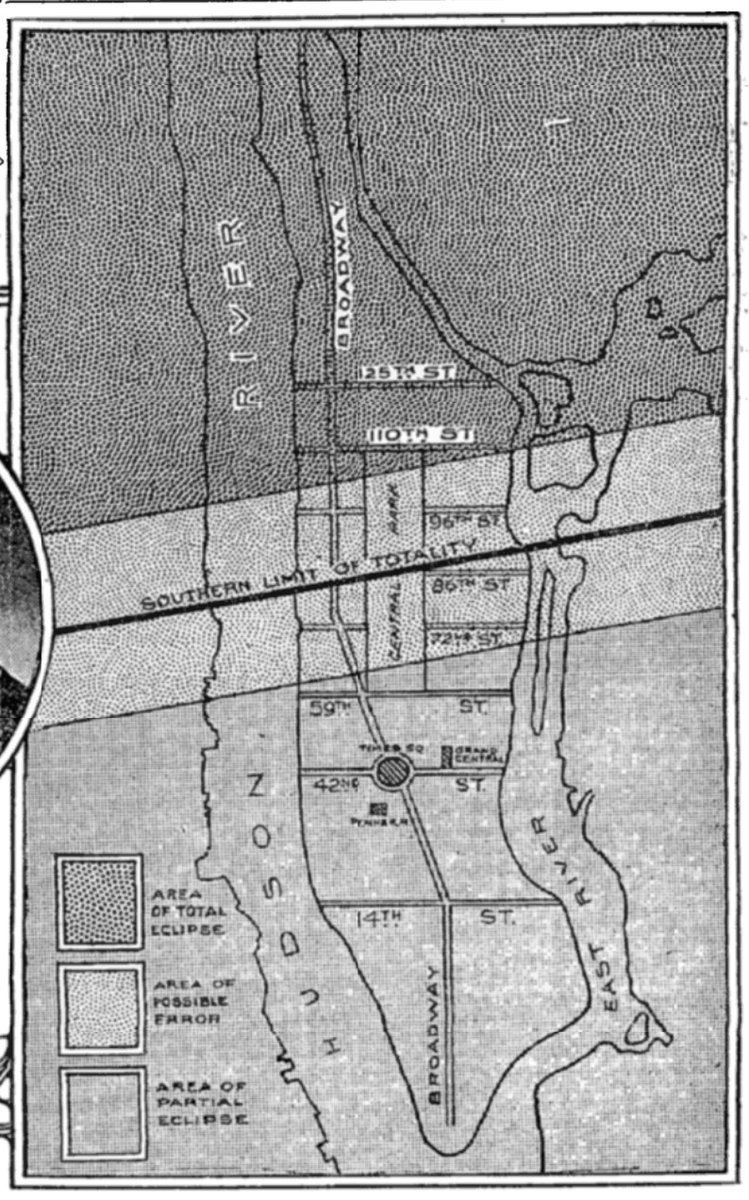 RIVER
BROADWAY
125TH ST
110TH ST
CENTRAL PARK
96TH ST
SOUTHERN LIMIT OF TOTALITY
86TH ST
72ND ST
59TH ST.
TIMES SQ
GRAND
CENTRAL
42ND ST.
HUDSON
EAST RIVER
14TH ST.
BROADWAY
AREA
OF TOTAL
ECLIPSE
AREA OF
POSSIBLE
ERROR
AREA OF
PARTIAL
ECLIPSE